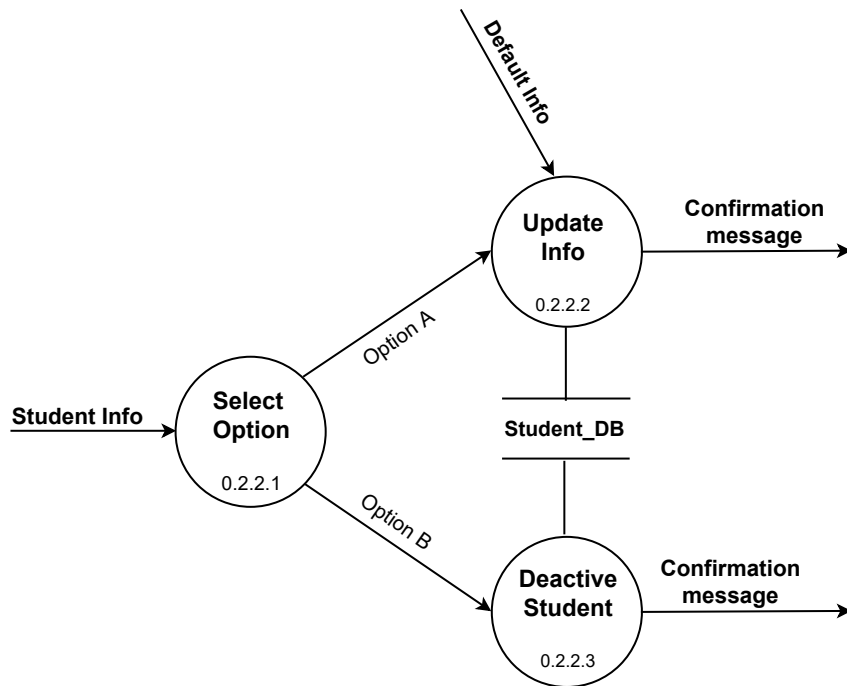 Default Info
Update
Info
0.2.2.2
Confirmation
message
Option A
Student Info
Select
Option
0.2.2.1
Student_DB
Option B
Deactive
Student
0.2.2.3
Confirmation
message